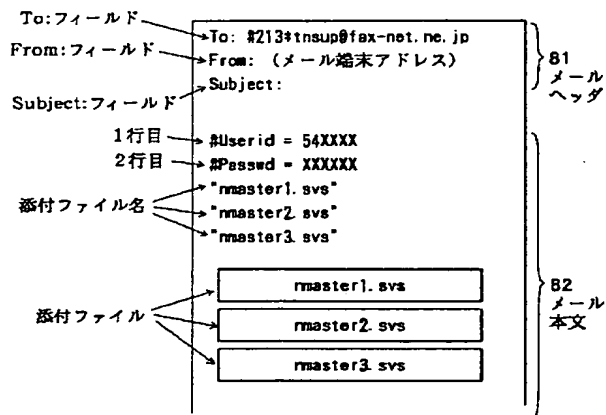 To:フィールド
From:フィールド
Subject:フィールド
To: #213*tnsup@fax-net.ne.jp
From: (メール端末アドレス)
Subject:
81
メール
ヘッダ
1行目
2行目
添付ファイル名
#Userid = 54XXXX
#Passwd = XXXXXX
"nmaster1.svs"
"nmaster2.svs"
"nmaster3.svs"
添付ファイル
nmaster1.svs
nmaster2.svs
nmaster3.svs
82
メール
本文